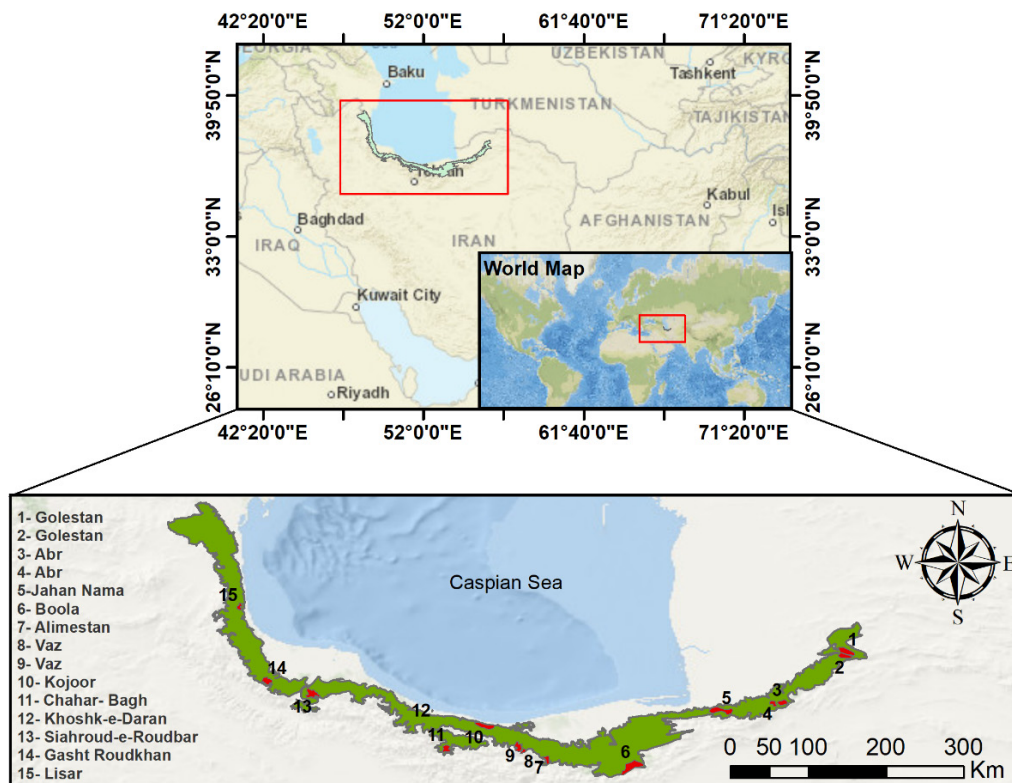 42°20'0"E 52°0'0"E 61°40'0"E 71°20'0"E
39°50'0"N
33°0'0"N
26°10'0"N
39°50'0"N
33°0'0"N
26°10'0"N
UZBEKISTAN
Baku
Tashkent
TURKMENISTAN
TAJIKISTAN
Kabul
Baghdad
AFGHANISTAN
IRAQ
IRAN
World Map
Kuwait City
UDI ARABIA
Riyadh
42°20'0"E 52°0'0"E 61°40'0"E 71°20'0"E
1- Golestan
2- Golestan
3- Abr
4- Abr
5-Jahan Nama
6- Boola
7- Alimestan
8- Vaz
9- Vaz
10- Kojoor
11- Chahar- Bagh
12- Khoshk-e-Daran
13- Siahroud-e-Roudbar
14- Gasht Roudkhan
15- Lisar
Caspian Sea
N
W E
S
15
14
13
12
11
10
9
8
7
6
5
4
3
2
1
0 50 100 200 300
Km